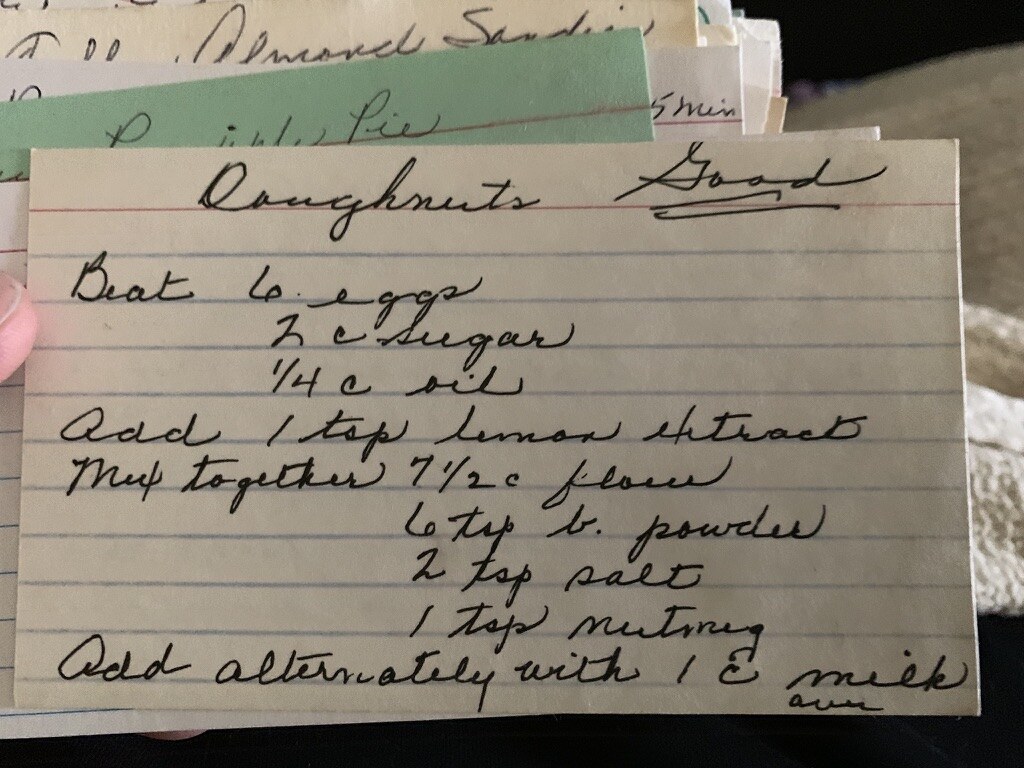 Almond Sandies
Pie
5 min
Doughnuts Good
Beat 6 eggs
2 c sugar
1/4 c oil
Add 1 tsp lemon extract
Mix together 7 1/2 c flour
6 tsp b. powder
2 tsp salt
1 tsp nutmeg
Add alternately with 1 c milk
over